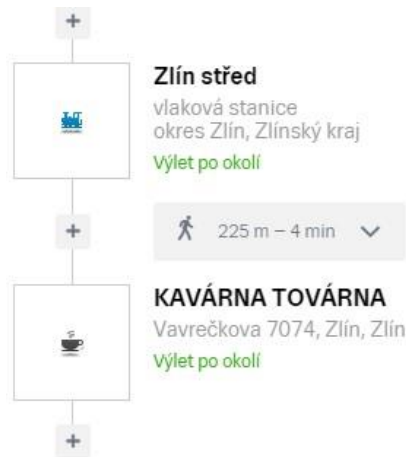 +
Zlín střed
vlaková stanice
okres Zlín, Zlínský kraj
Výlet po okolí
+
225 m – 4 min
KAVÁRNA TOVÁRNA
Vavrečkova 7074, Zlín, Zlín
Výlet po okolí
+